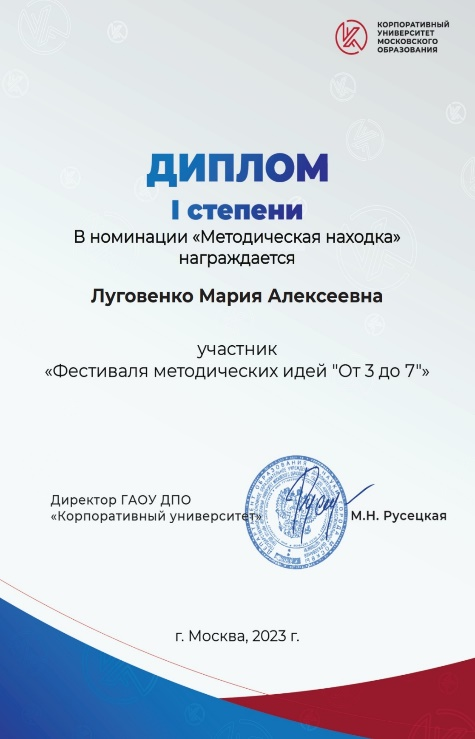 КОРПОРАТИВНЫЙ
УНИВЕРСИТЕТ
МОСКОВСКОГО
ОБРАЗОВАНИЯ
ДИПЛОМ
I степени
В номинации «Методическая находка»
награждается
Луговенко Мария Алексеевна
участник
«Фестиваля методических идей "От 3 до 7"»
Директор ГАОУ ДПО
«Корпоративный университет»
М.Н. Русецкая
г. Москва, 2023 г.